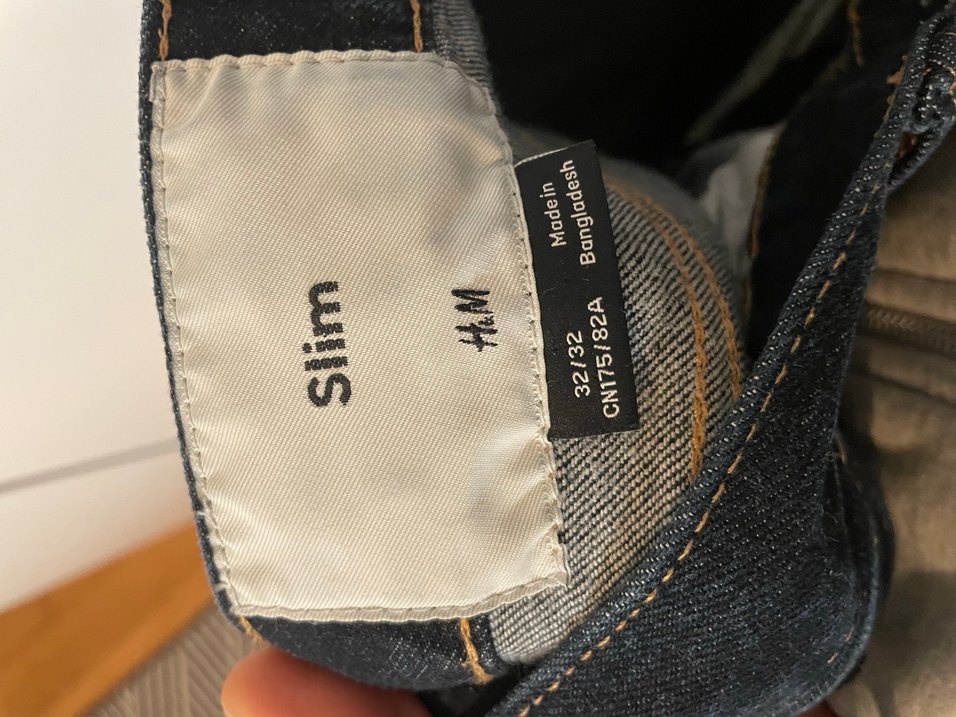 Slim
H&M
Made in
Bangladesh
32/32
CN175/82A